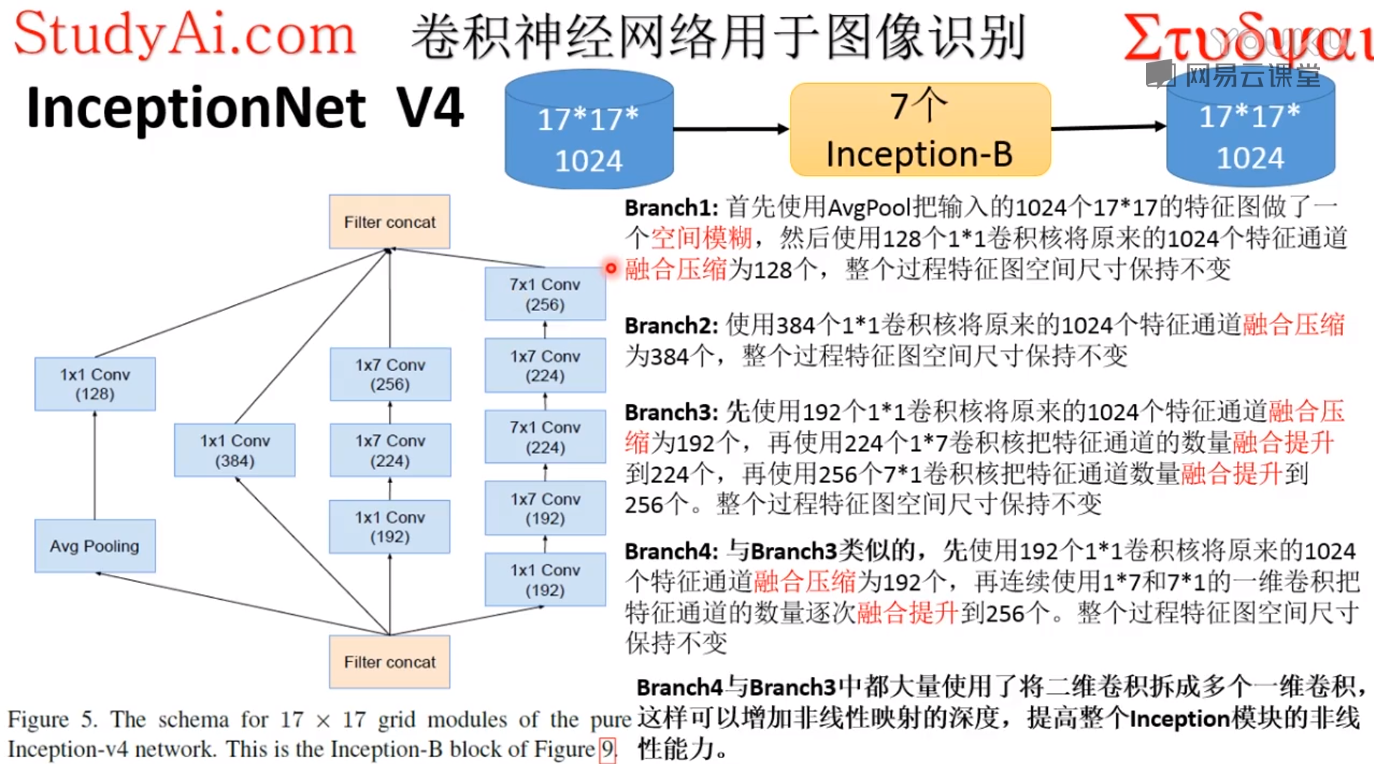 StudyAi.com
卷积神经网络用于图像识别
Στυδψαι
YOUKU
网易云课堂
InceptionNet V4
17*17*
1024
7个
Inception-B
17*17*
1024
Filter concat
7x1 Conv
(256)
1x7 Conv
(256)
1x7 Conv
(224)
1x1 Conv
(128)
1x1 Conv
(384)
1x7 Conv
(224)
7x1 Conv
(224)
1x1 Conv
(192)
1x7 Conv
(192)
Avg Pooling
1x1 Conv
(192)
Filter concat
Figure 5. The schema for 17 × 17 grid modules of the pure
Inception-v4 network. This is the Inception-B block of Figure 9.
Branch1: 首先使用AvgPool把输入的1024个17*17的特征图做了一
个空间模糊，然后使用128个1*1卷积核将原来的1024个特征通道
融合压缩为128个，整个过程特征图空间尺寸保持不变
Branch2: 使用384个1*1卷积核将原来的1024个特征通道融合压缩
为384个，整个过程特征图空间尺寸保持不变
Branch3: 先使用192个1*1卷积核将原来的1024个特征通道融合压
缩为192个，再使用224个1*7卷积核把特征通道的数量融合提升
到224个，再使用256个7*1卷积核把特征通道数量融合提升到
256个。整个过程特征图空间尺寸保持不变
Branch4: 与Branch3类似的，先使用192个1*1卷积核将原来的1024
个特征通道融合压缩为192个，再连续使用1*7和7*1的一维卷积把
特征通道的数量逐次融合提升到256个。整个过程特征图空间尺寸
保持不变
Branch4与Branch3中都大量使用了将二维卷积拆成多个一维卷积，
这样可以增加非线性映射的深度，提高整个Inception模块的非线
性能力。